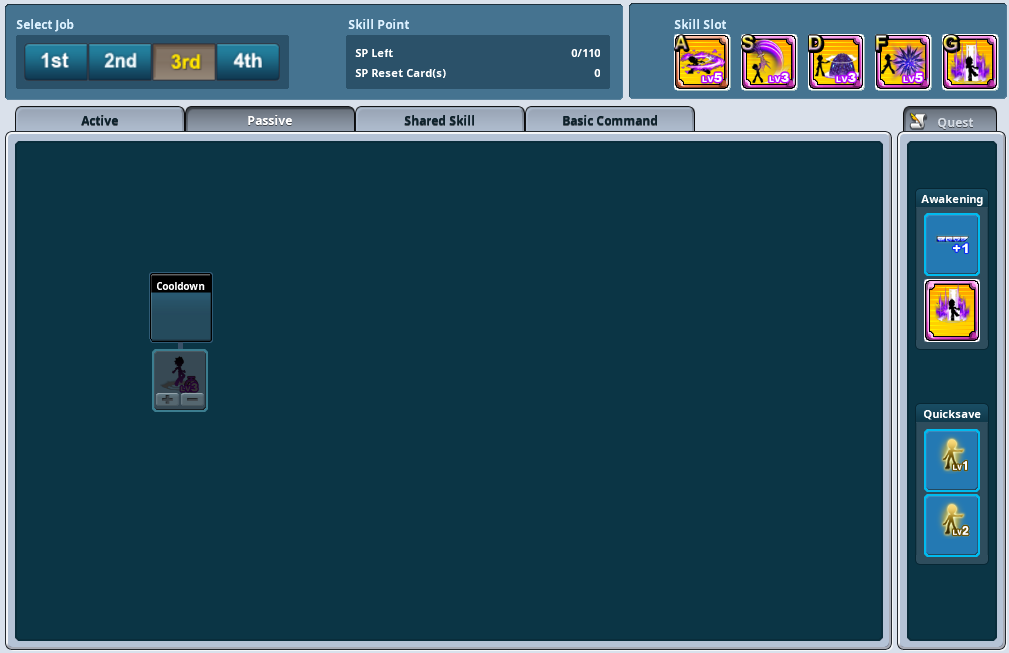 Select Job
1st 2nd 3rd 4th
Skill Point
SP Left 0/110
SP Reset Card(s) 0
Skill Slot
A S D F G
LV5 LV3 LV3 LV5
Active Passive Shared Skill Basic Command
Quest
Cooldown
+ −
Awakening
+1
Quicksave
LV1
LV2